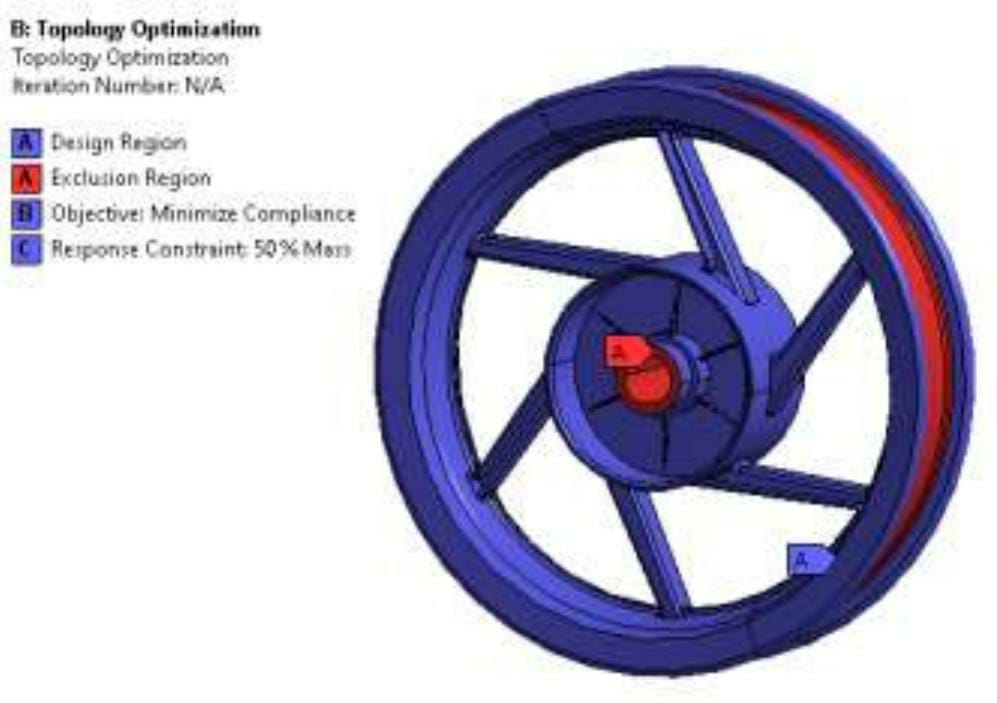 B: Topology Optimization
Topology Optimization
Iteration Number: N/A
A Design Region
A Exclusion Region
B Objective: Minimize Compliance
C Response Constraint: 50% Mass
A
A